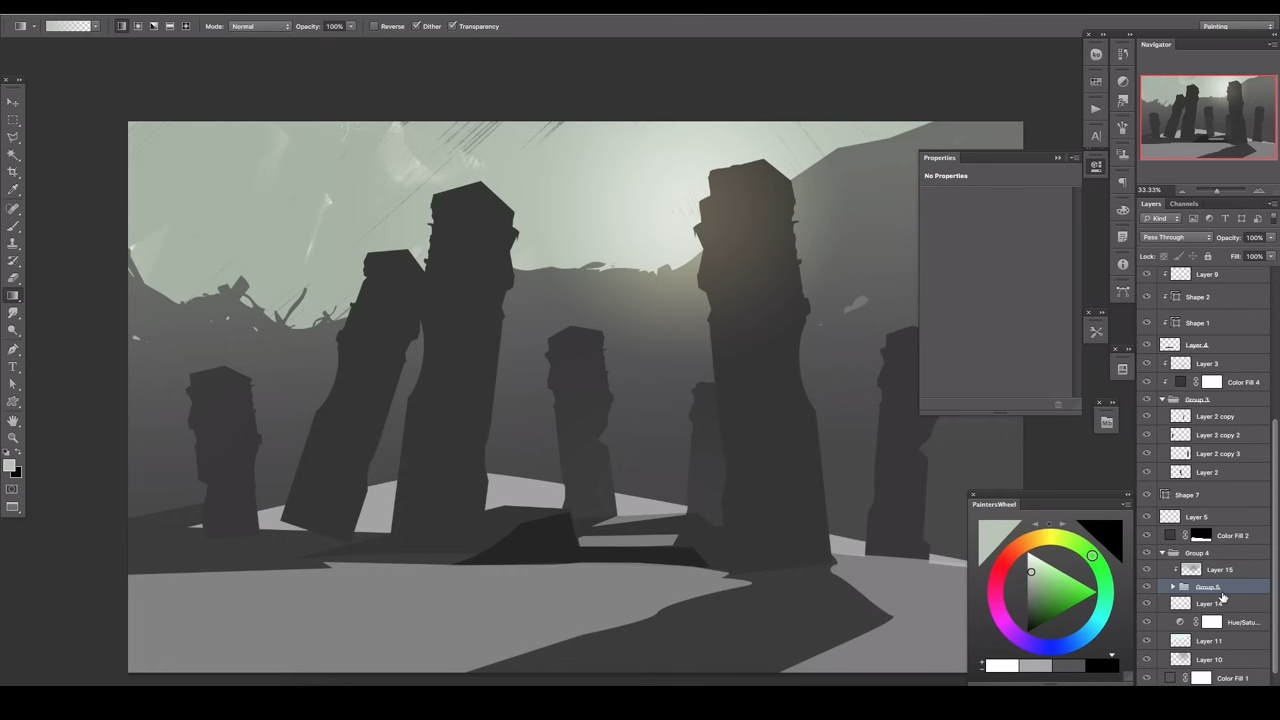 Mode: Normal Opacity: 100% Reverse Dither Transparency Painting
Navigator
33.33%
Properties
No Properties
Layers Channels
Kind
Pass Through Opacity: 100%
Lock: Fill: 100%
Layer 9
Shape 2
Shape 1
Layer 4
Layer 3
Color Fill 4
Group 3
Layer 2 copy
Layer 2 copy 2
Layer 2 copy 3
Layer 2
Shape 7
Layer 5
Color Fill 2
Group 4
Layer 15
Group 5
Layer 14
Hue/Satu...
Layer 11
Layer 10
Color Fill 1
PaintersWheel
Mb